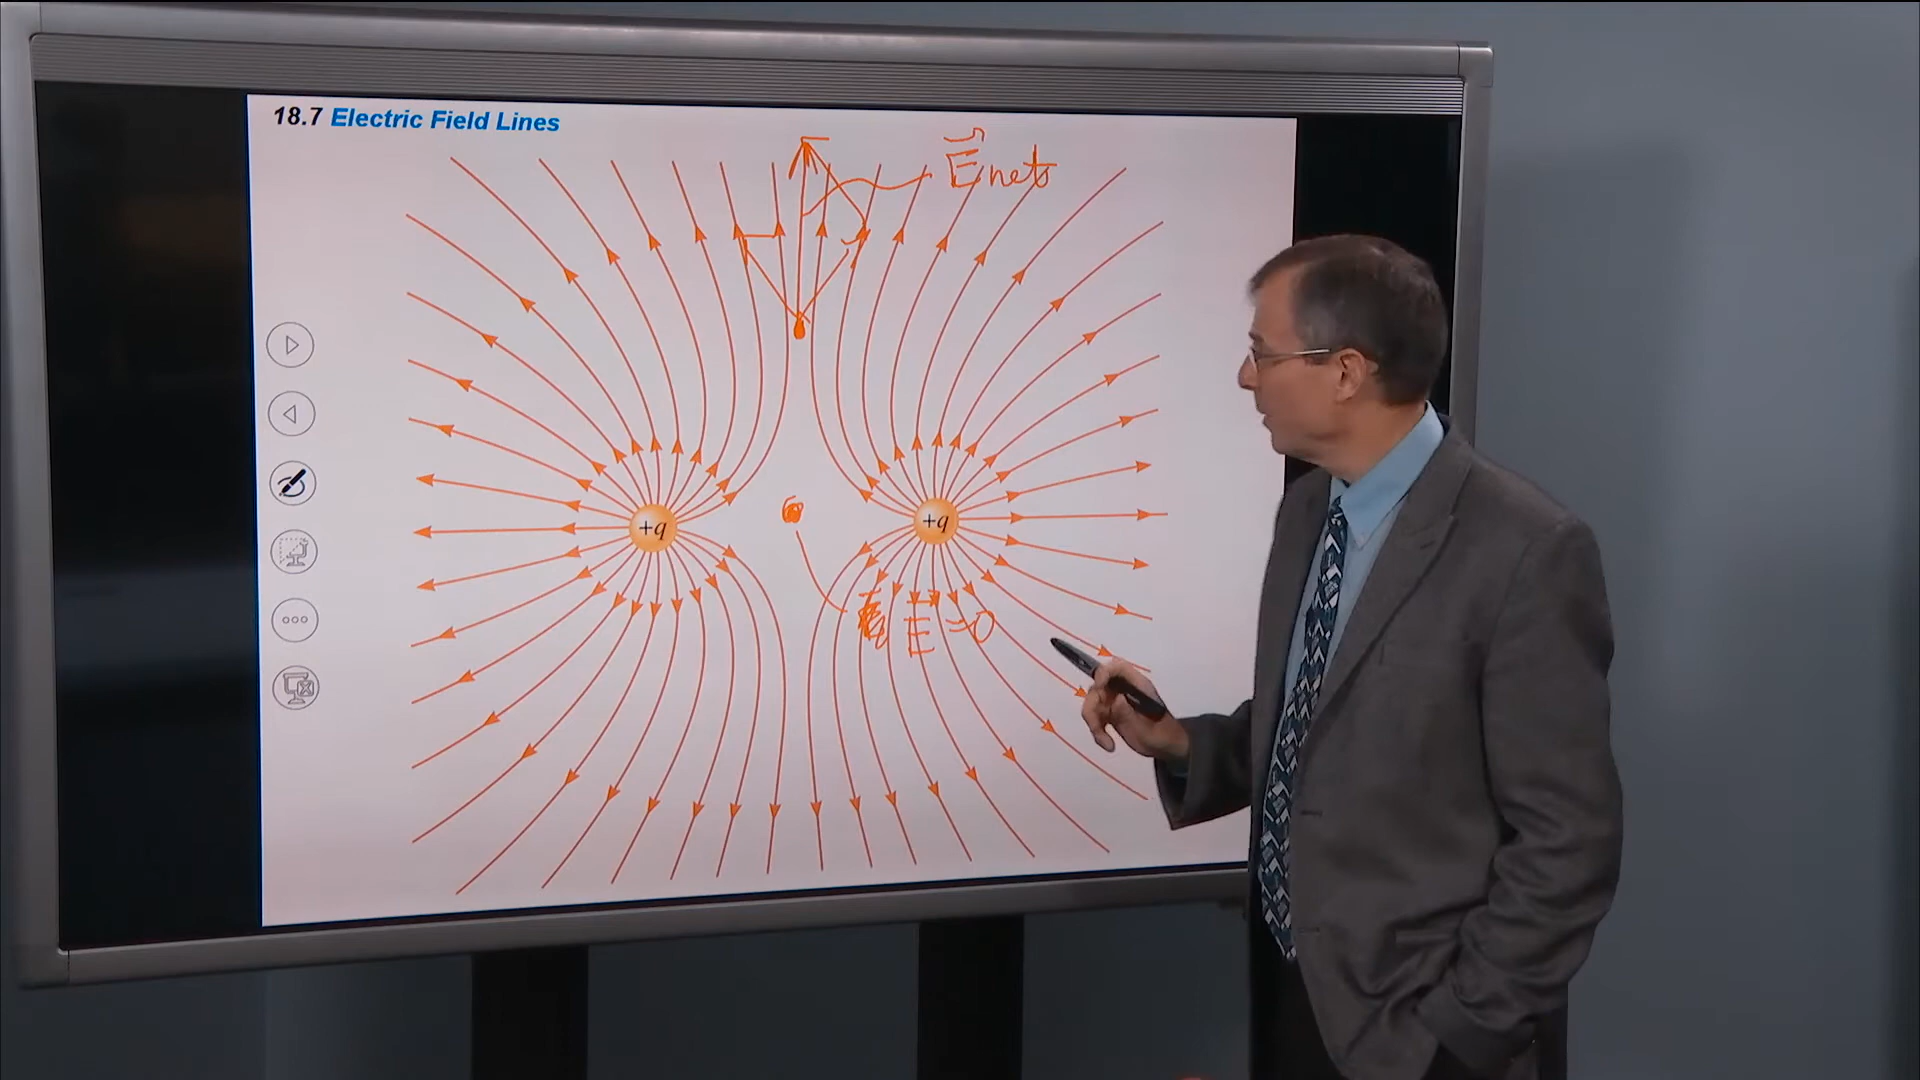 18.7 Electric Field Lines
E⃗ net
+q
+q
E⃗ = 0